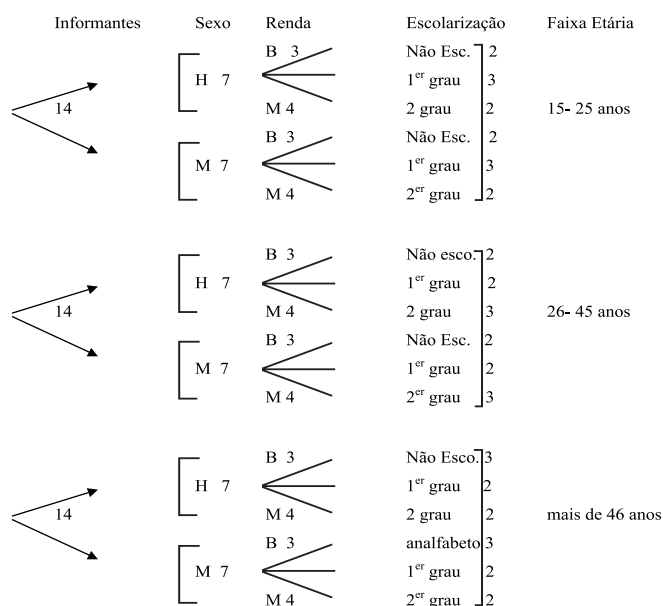 Informantes Sexo Renda Escolarização Faixa Etária
B 3 Não Esc. 2
H 7 1er grau 3
14 M 4 2 grau 2 15- 25 anos
B 3 Não Esc. 2
M 7 1er grau 3
M 4 2er grau 2
B 3 Não esco. 2
H 7 1er grau 2
14 M 4 2 grau 3 26- 45 anos
B 3 Não Esc. 2
M 7 1er grau 2
M 4 2er grau 3
B 3 Não Esco. 3
H 7 1er grau 2
14 M 4 2 grau 2 mais de 46 anos
B 3 analfabeto 3
M 7 1er grau 2
M 4 2er grau 2